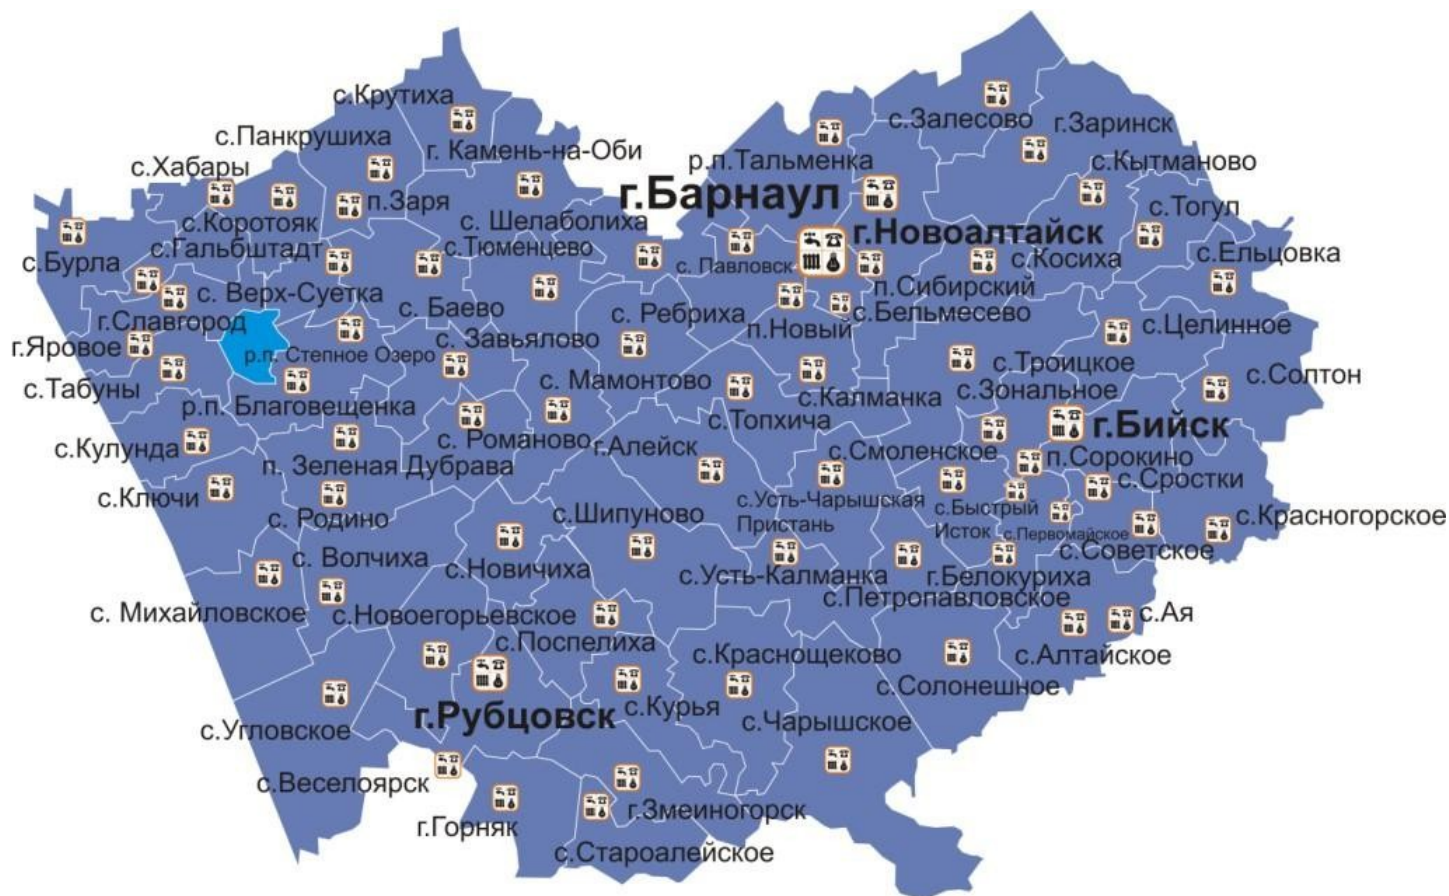 с.Крутиха
с.Панкрушиха
г. Камень-на-Оби
с.Залесово
г.Заринск
р.п.Тальменка
с.Кытманово
с.Хабары
п.Заря
г.Барнаул
с.Коротояк
с. Шелаболиха
с.Тогул
с.Гальбштадт
с.Тюменцево
г.Новоалтайск
с.Бурла
с. Павловск
с.Косиха
с.Ельцовка
с. Верх-Суетка
с. Баево
п.Сибирский
с. Ребриха
с.Бельмесево
г.Славгород
с. Завьялово
п.Новый
с.Целинное
г.Яровое
р.п. Степное Озеро
с.Троицкое
с.Табуны
с. Мамонтово
с.Зональное
с.Солтон
р.п. Благовещенка
с.Калманка
с.Топхича
г.Бийск
с.Кулунда
с. Романово
г.Алейск
п. Зеленая Дубрава
с.Смоленское
п.Сорокино
с.Ключи
с.Сростки
с. Родино
с.Шипуново
с.Усть-Чарышская
Пристань
с.Быстрый
Исток
с.Первомайское
с.Красногорское
с. Волчиха
с.Новичиха
с.Усть-Калманка
с.Советское
г.Белокуриха
с.Петропавловское
с. Михайловское
с.Новоегорьевское
с.Ая
с.Поспелиха
с.Краснощеково
с.Алтайское
с.Солонешное
г.Рубцовск
с.Курья
с.Чарышское
с.Угловское
с.Веселоярск
г.Горняк
г.Змеиногорск
с.Староалейское